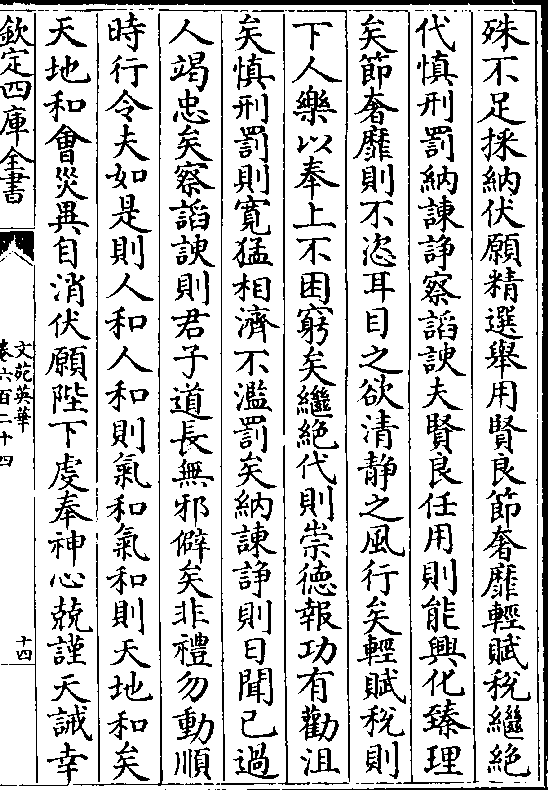 殊不足採納伏願精選舉用賢良節奢靡輕賦稅繼絶
代慎刑罰納諫諍察謟諛夫賢良任用則能興化臻理
矣節奢靡則不恣耳目之欲清静之風行矣輕賦税則
下人樂以奉上不困窮矣繼絶代則崇德報功有勸沮
矣慎刑罰則寛猛相濟不濫罰矣納諫諍則日聞已過
人竭忠矣察謟諛則君子道長無邪僻矣非禮勿動順
時行令夫如是則人和人和則氣和氣和則天地和矣
天地和會災異自消伏願陛下虔奉神心兢謹天誡幸
欽定四庫全書
文苑英華
卷六百二十四
十四